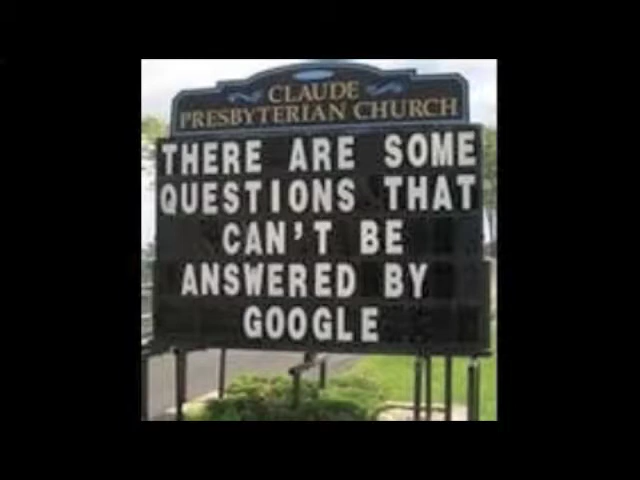 CLAUDE
PRESBYTERIAN CHURCH
THERE ARE SOME
QUESTIONS THAT
CAN'T BE
ANSWERED BY
GOOGLE